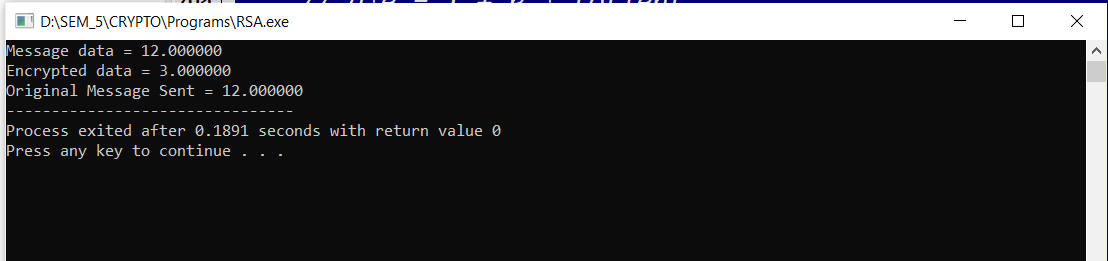 D:\SEM_5\CRYPTO\Programs\RSA.exe
Message data = 12.000000
Encrypted data = 3.000000
Original Message Sent = 12.000000
--------------------------------
Process exited after 0.1891 seconds with return value 0
Press any key to continue . . .